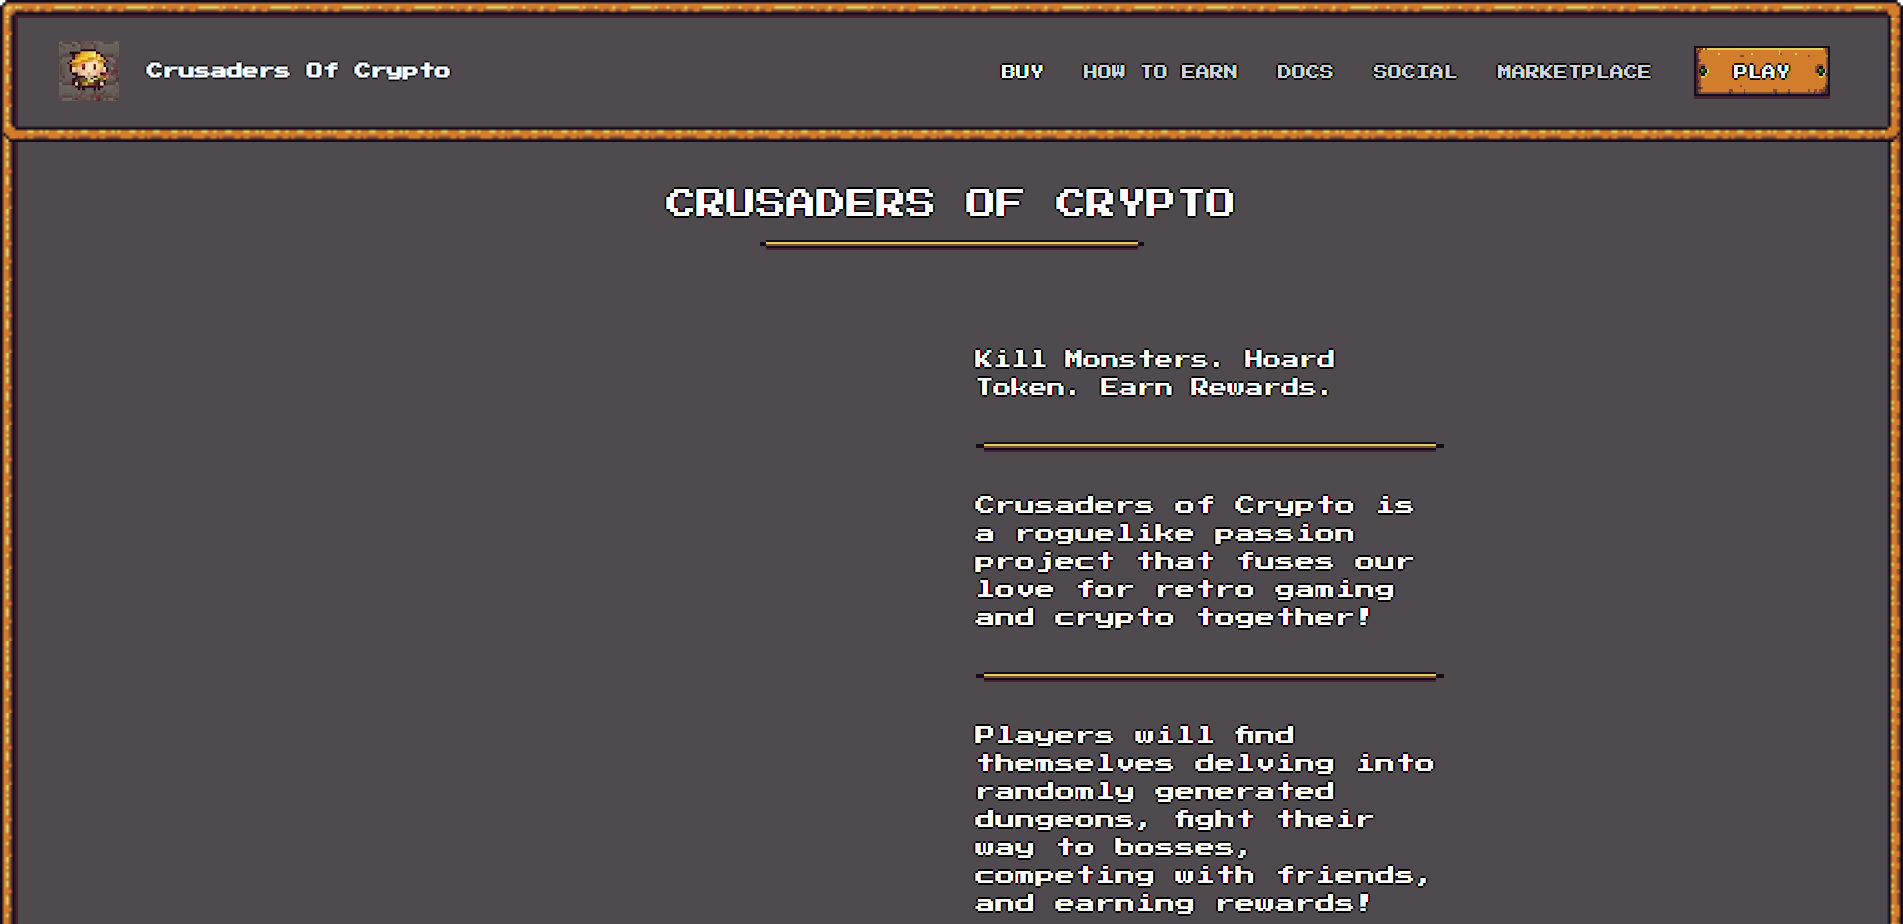 Crusaders Of Crypto
BUY HOW TO EARN DOCS SOCIAL MARKETPLACE PLAY
CRUSADERS OF CRYPTO
Kill Monsters. Hoard
Token. Earn Rewards.
Crusaders of Crypto is
a roguelike passion
project that fuses our
love for retro gaming
and crypto together!
Players will find
themselves delving into
randomly generated
dungeons, fight their
way to bosses,
competing with friends,
and earning rewards!